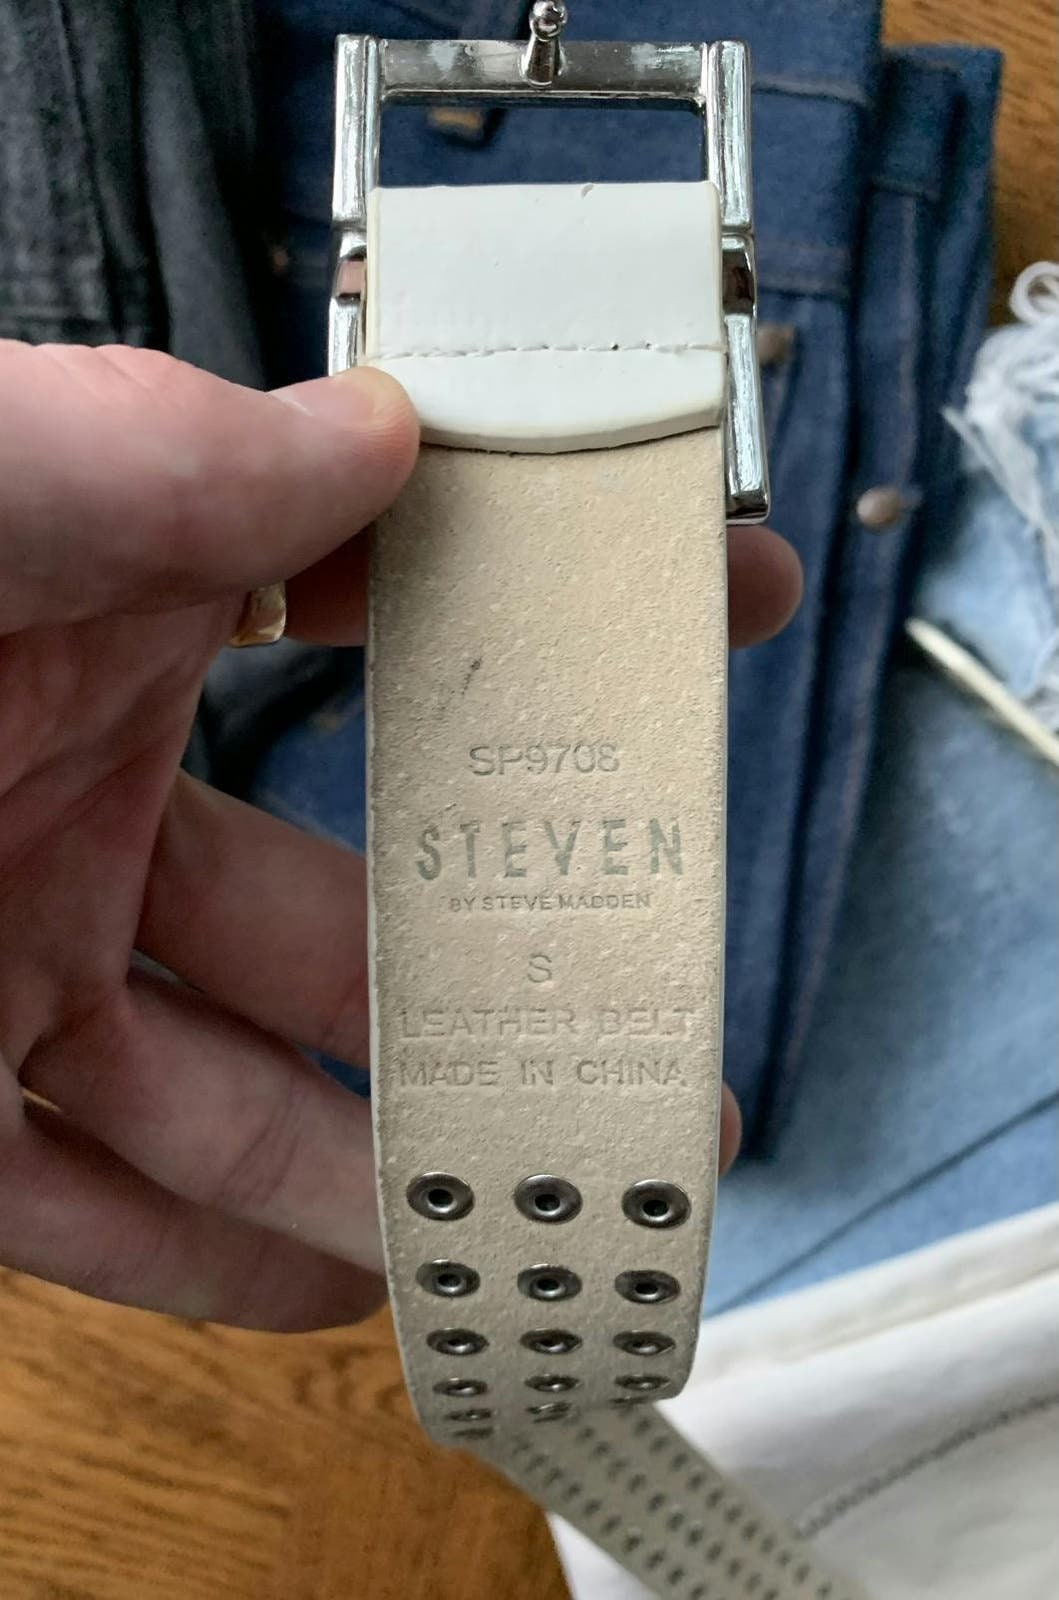 SP9708
STEVEN
BY STEVE MADDEN
S
LEATHER BELT
MADE IN CHINA